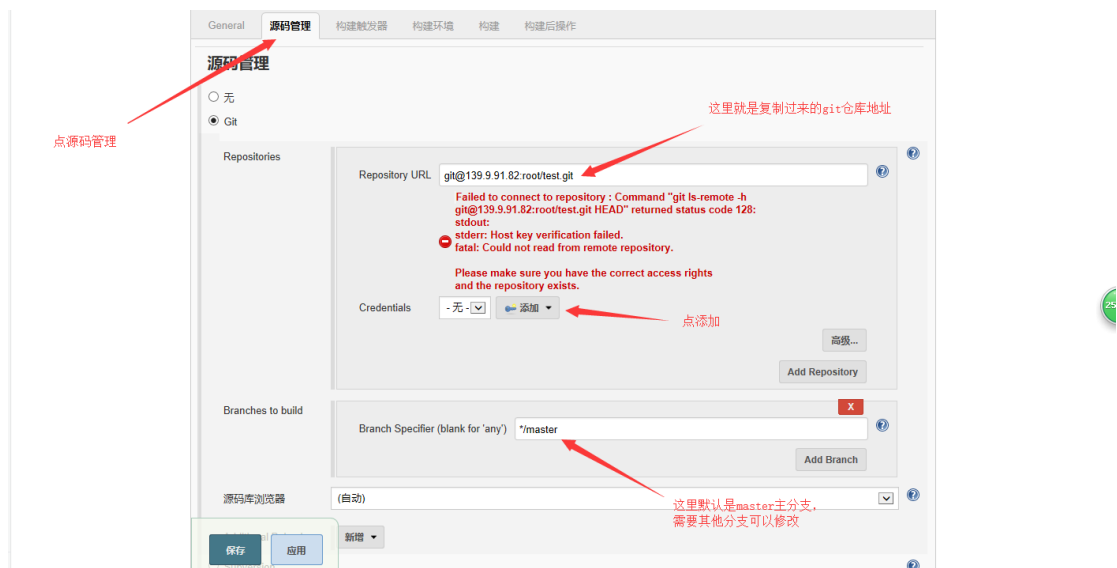 General 源码管理 构建触发器 构建环境 构建 构建后操作
源码管理
无
这里就是复制过来的git仓库地址
Git
点源码管理
Repositories
Repository URL git@139.9.91.82:root/test.git
Failed to connect to repository : Command "git ls-remote -h
git@139.9.91.82:root/test.git HEAD" returned status code 128:
stdout:
stderr: Host key verification failed.
fatal: Could not read from remote repository.
Please make sure you have the correct access rights
and the repository exists.
Credentials - 无 - 添加
点添加
高级...
Add Repository
Branches to build
X
Branch Specifier (blank for 'any') */master
Add Branch
源码库浏览器 (自动)
这里默认是master主分支，
需要其他分支可以修改
新增
保存 应用